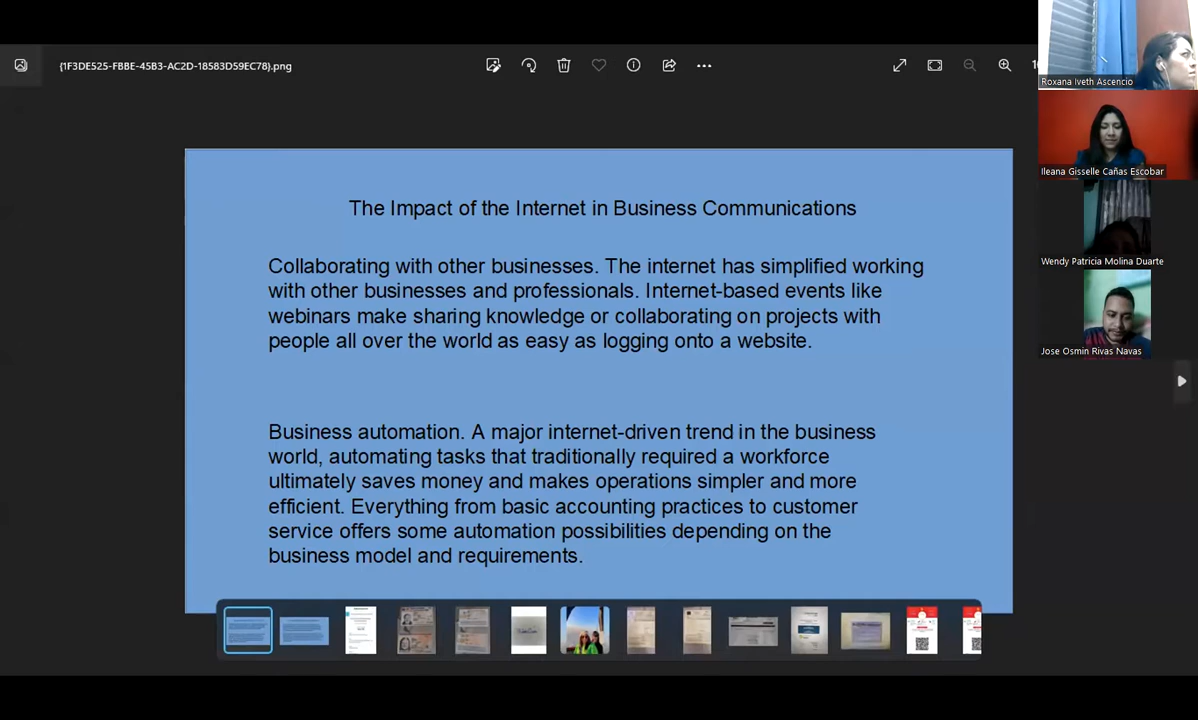 {1F3DE525-FBBE-45B3-AC2D-18583D59EC78}.png
Roxana Iveth Ascencio
Ileana Gisselle Cañas Escobar
Wendy Patricia Molina Duarte
Jose Osmin Rivas Navas
The Impact of the Internet in Business Communications
Collaborating with other businesses. The internet has simplified working
with other businesses and professionals. Internet-based events like
webinars make sharing knowledge or collaborating on projects with
people all over the world as easy as logging onto a website.
Business automation. A major internet-driven trend in the business
world, automating tasks that traditionally required a workforce
ultimately saves money and makes operations simpler and more
efficient. Everything from basic accounting practices to customer
service offers some automation possibilities depending on the
business model and requirements.